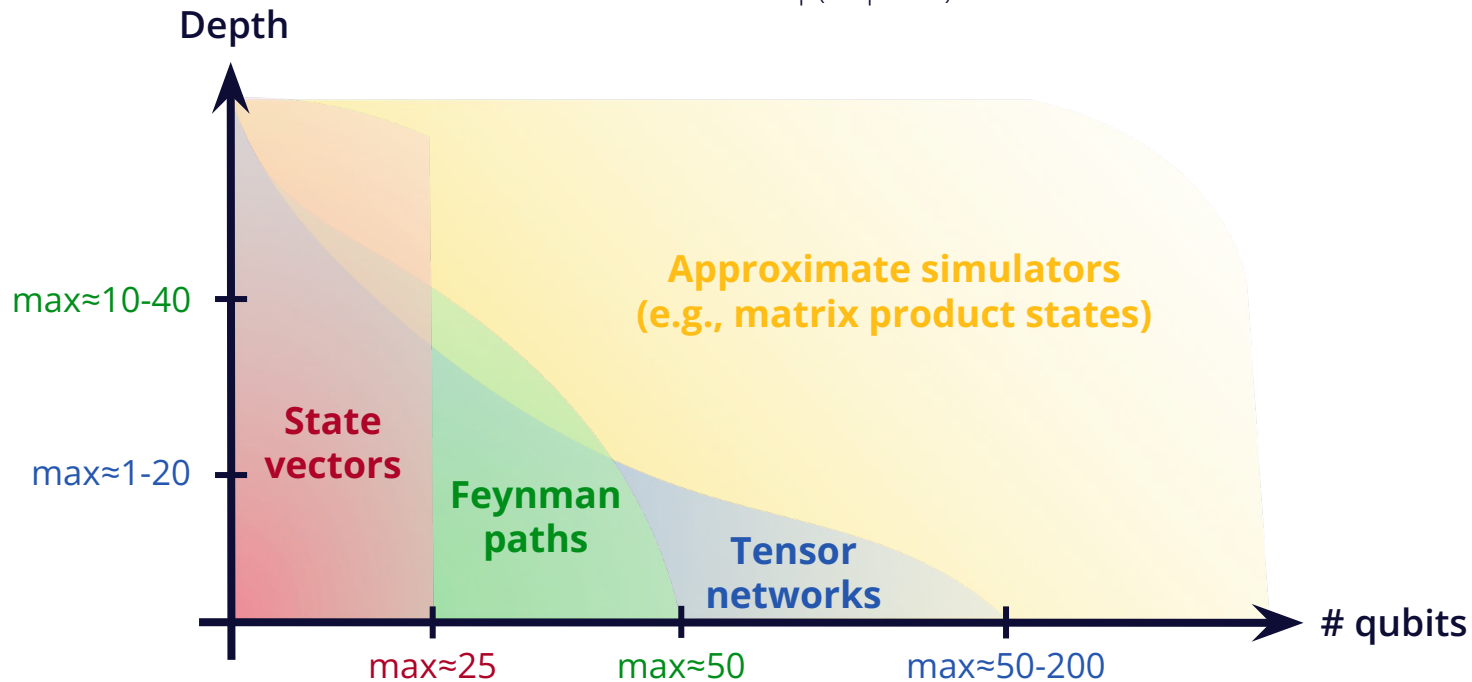 Depth
Approximate simulators
(e.g., matrix product states)
max≈10-40
State
vectors
max≈1-20
Feynman
paths
Tensor
networks
# qubits
max≈25
max≈50
max≈50-200